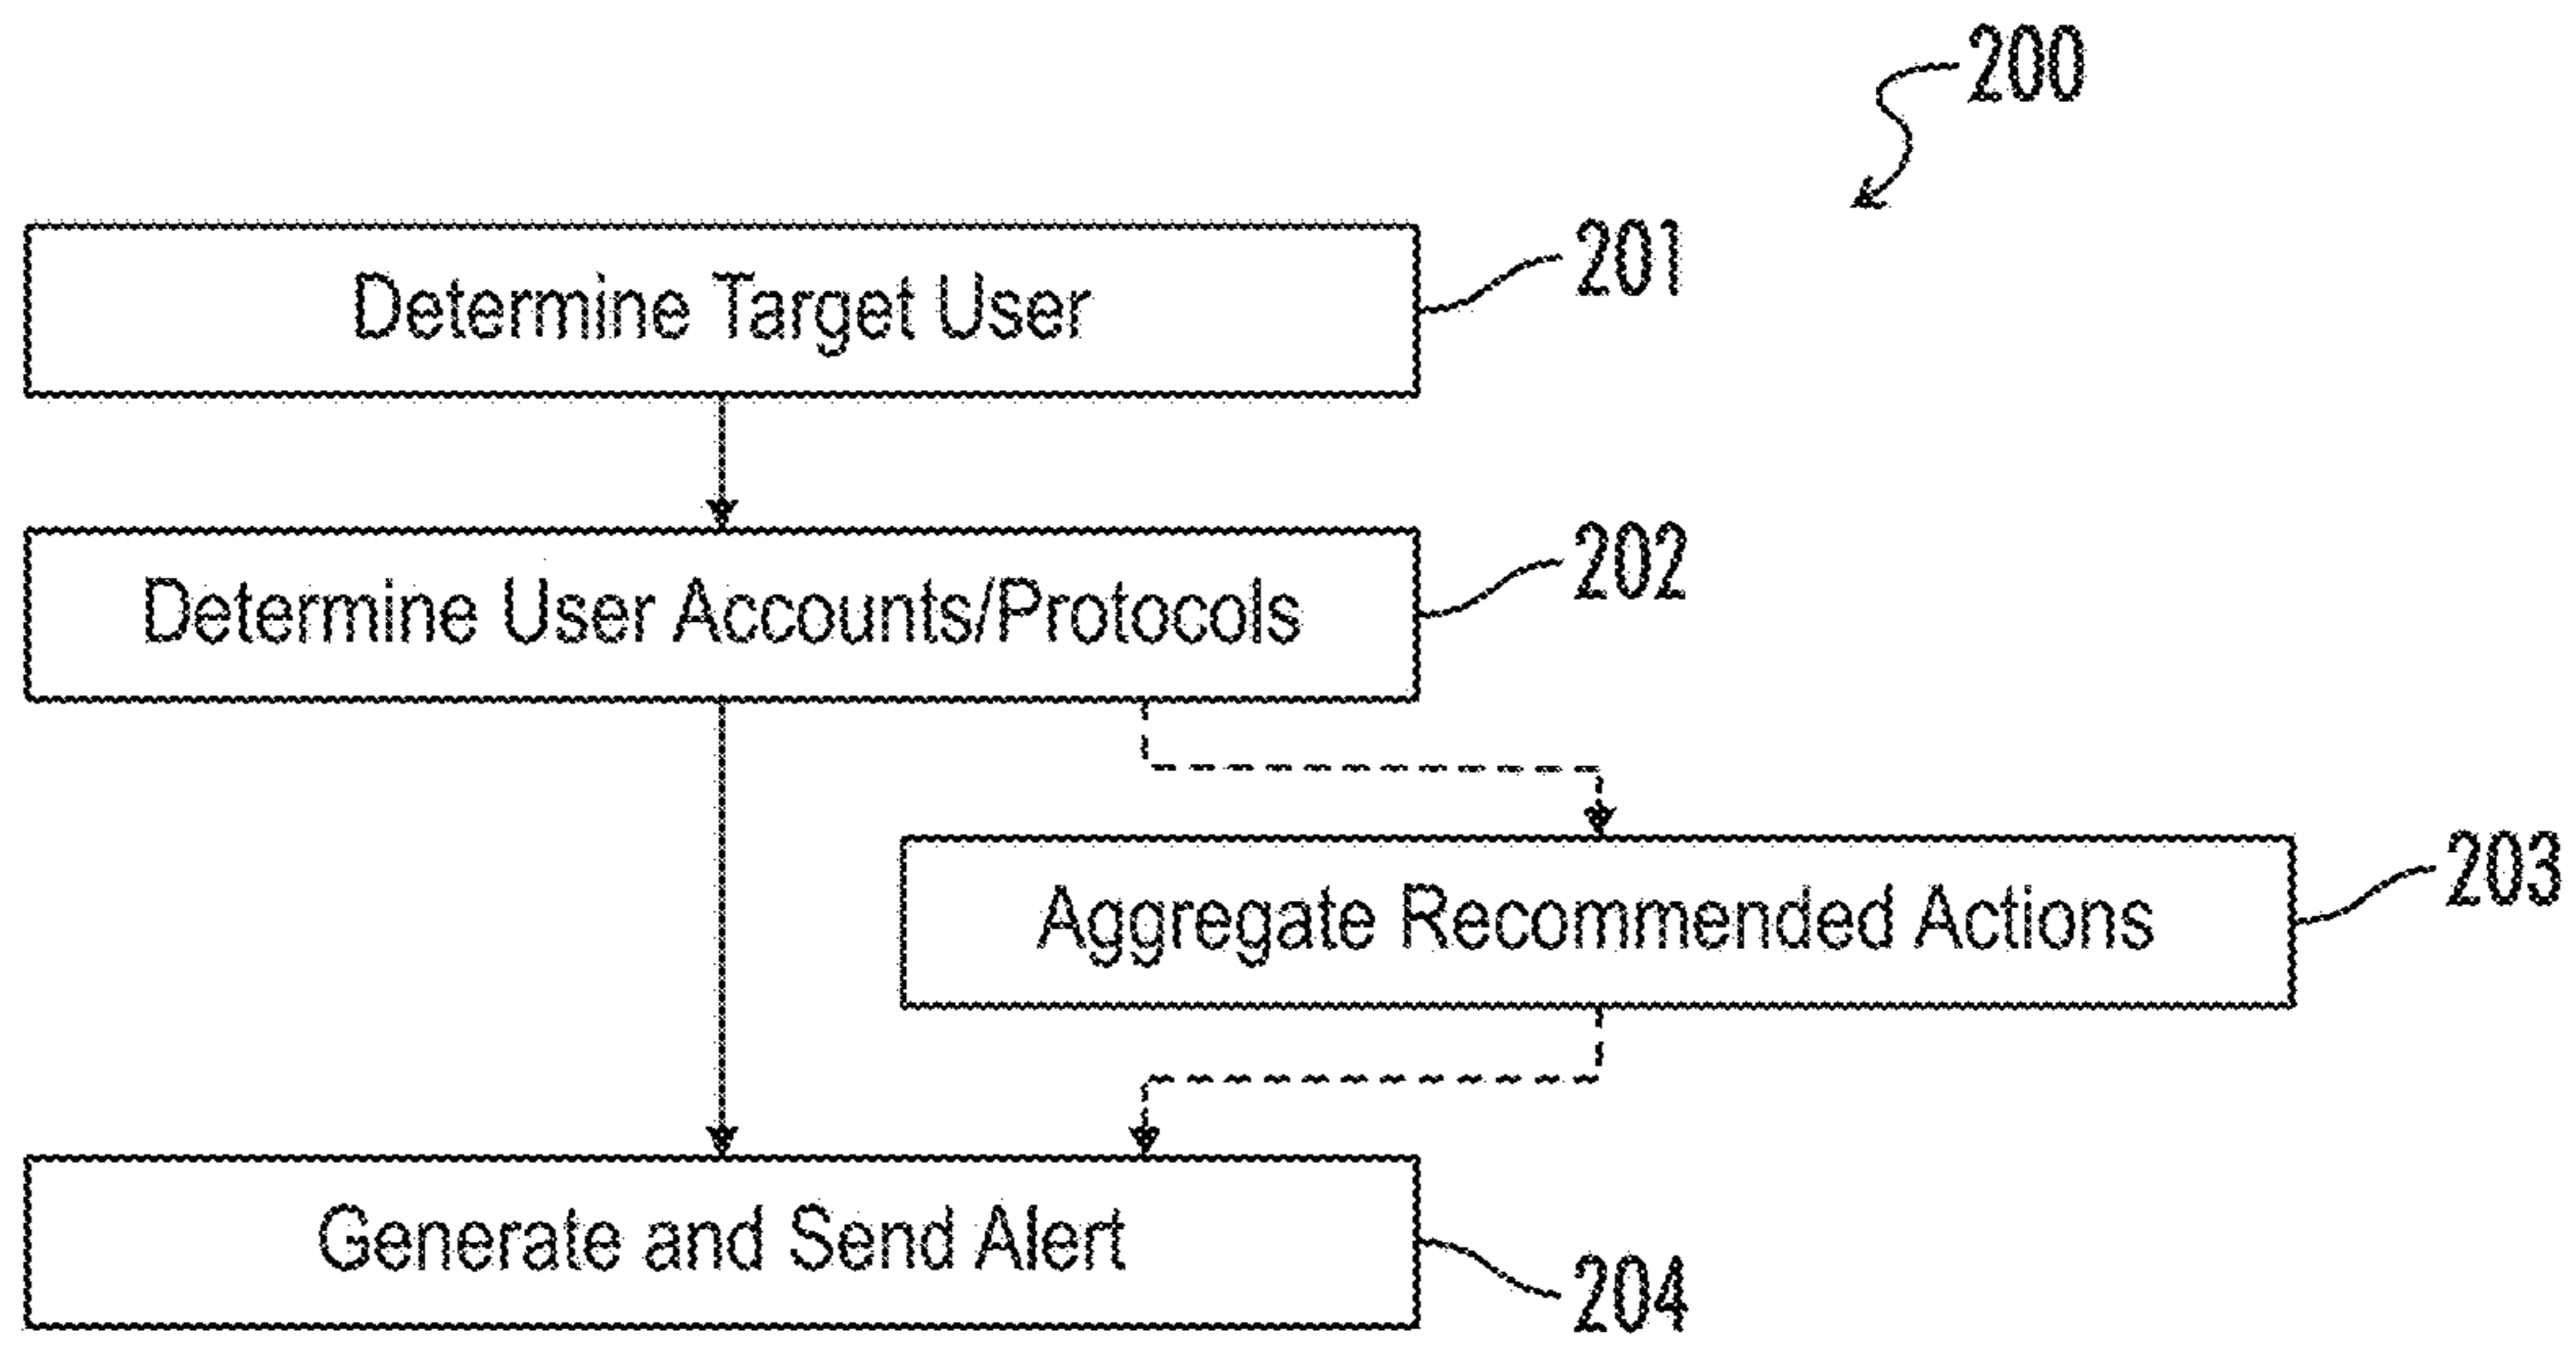 200
Determine Target User
201
Determine User Accounts/Protocols
202
Aggregate Recommended Actions
203
Generate and Send Alert
204